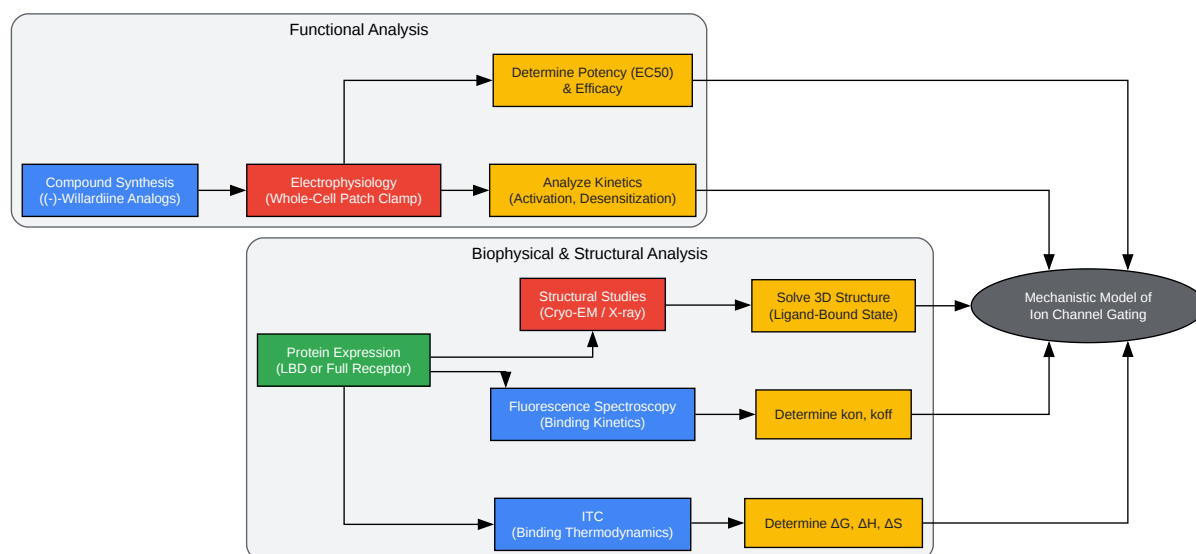 Functional Analysis
Determine Potency (EC50)
& Efficacy
Compound Synthesis
((-)-Willardiine Analogs)
Electrophysiology
(Whole-Cell Patch Clamp)
Analyze Kinetics
(Activation, Desensitization)
Biophysical & Structural Analysis
Structural Studies
(Cryo-EM / X-ray)
Solve 3D Structure
(Ligand-Bound State)
Mechanistic Model of
Ion Channel Gating
Protein Expression
(LBD or Full Receptor)
Fluorescence Spectroscopy
(Binding Kinetics)
Determine kon, koff
ITC
(Binding Thermodynamics)
Determine ΔG, ΔH, ΔS